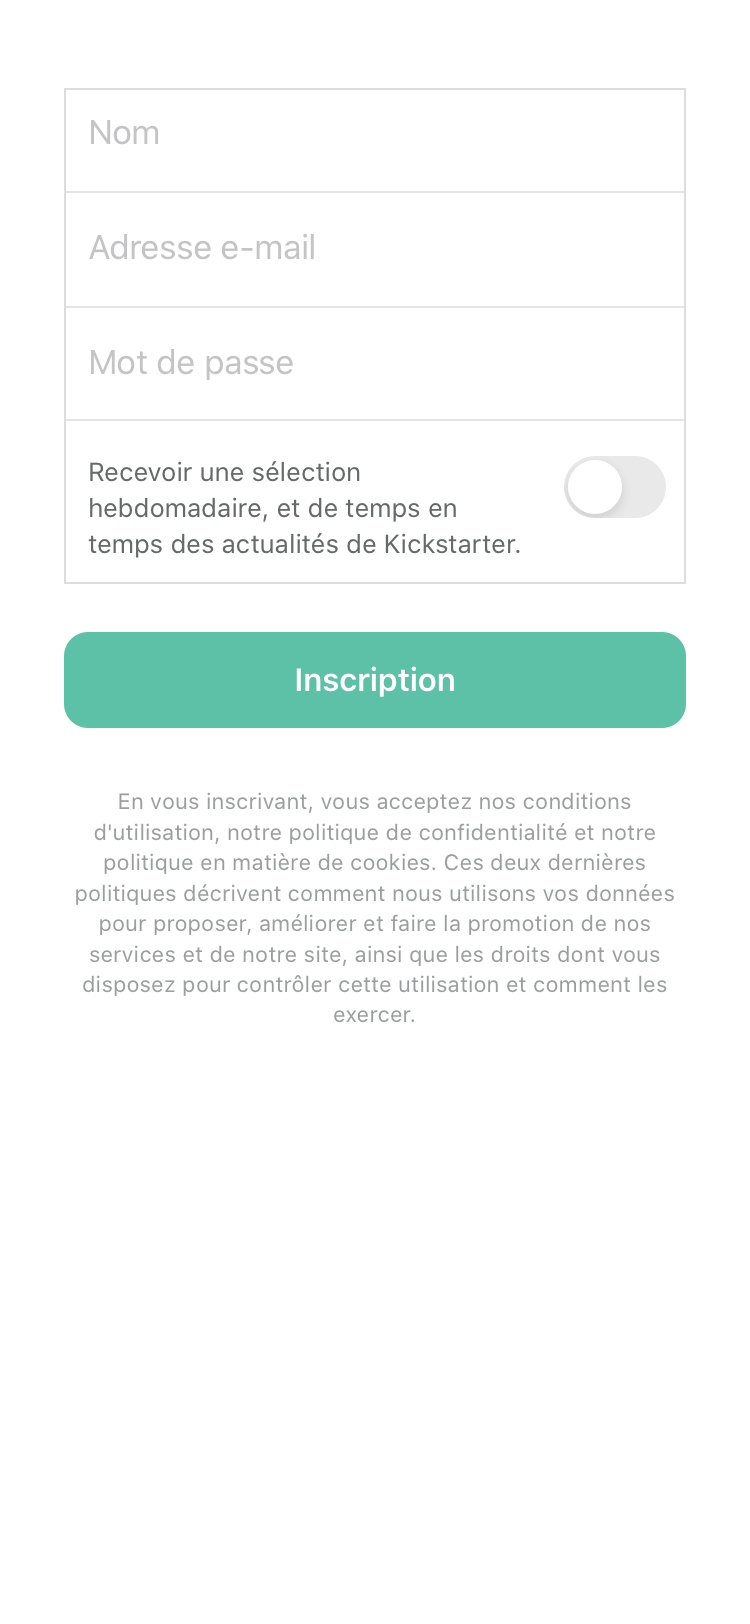 Nom
Adresse e-mail
Mot de passe
Recevoir une sélection
hebdomadaire, et de temps en
temps des actualités de Kickstarter.
Inscription
En vous inscrivant, vous acceptez nos conditions
d'utilisation, notre politique de confidentialité et notre
politique en matière de cookies. Ces deux dernières
politiques décrivent comment nous utilisons vos données
pour proposer, améliorer et faire la promotion de nos
services et de notre site, ainsi que les droits dont vous
disposez pour contrôler cette utilisation et comment les
exercer.